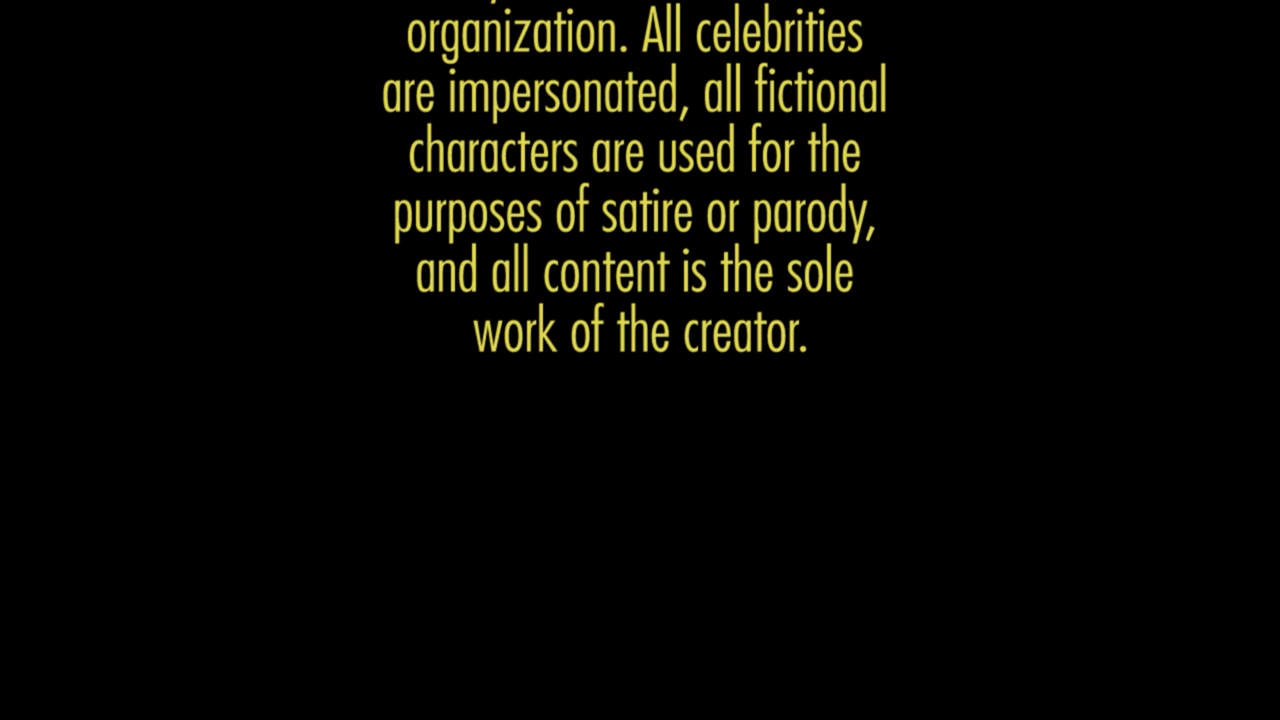 organization. All celebrities
are impersonated, all fictional
characters are used for the
purposes of satire or parody,
and all content is the sole
work of the creator.